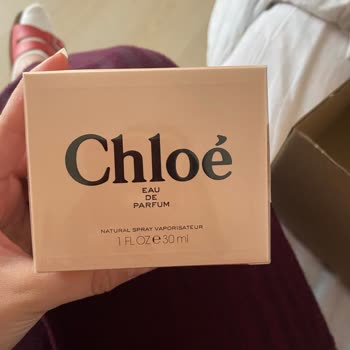 Chloé
EAU
DE
PARFUM
NATURAL SPRAY VAPORISATEUR
1 FL OZ ℮ 30 ml